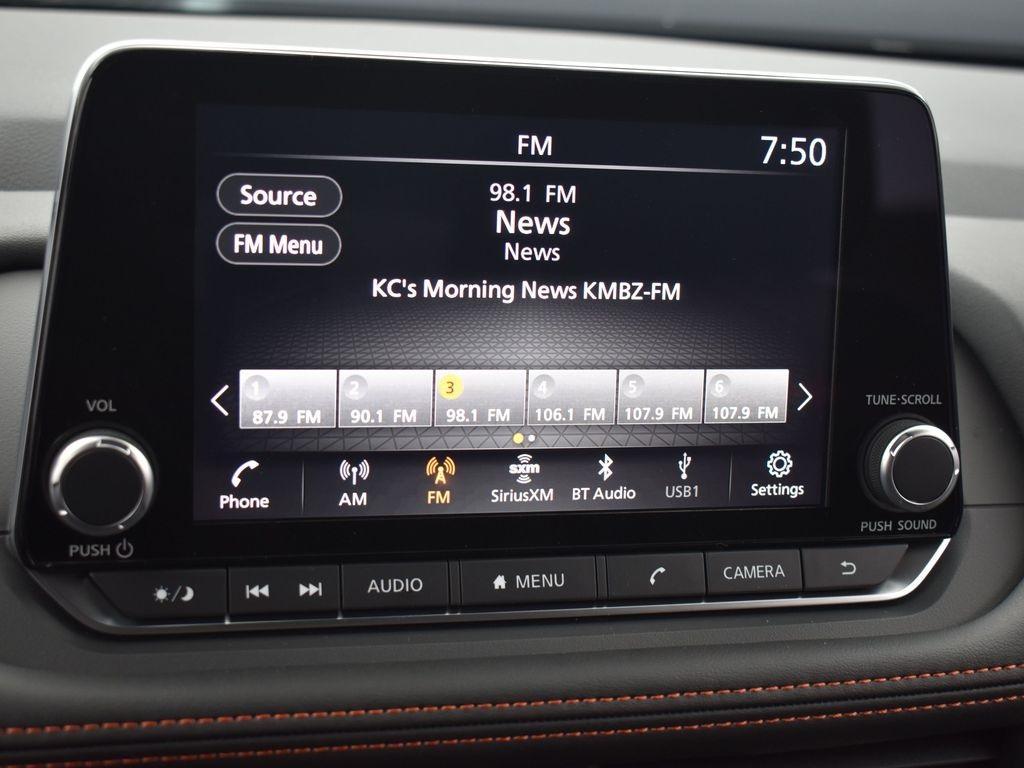 FM 7:50
Source
98.1 FM
News
FM Menu
News
KC's Morning News KMBZ-FM
1 2 3 4 5 6
87.9 FM 90.1 FM 98.1 FM 106.1 FM 107.9 FM 107.9 FM
VOL
TUNE·SCROLL
sxm
Phone AM FM SiriusXM BT Audio USB1 Settings
PUSH
PUSH SOUND
AUDIO MENU CAMERA